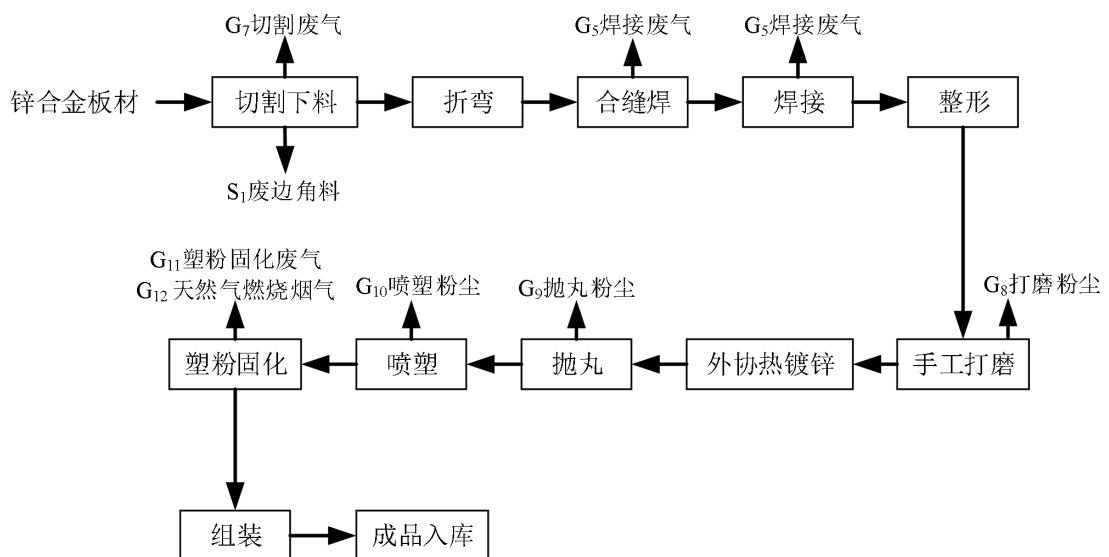 G₇切割废气
G₅焊接废气
G₅焊接废气
锌合金板材
切割下料
折弯
合缝焊
焊接
整形
S₁废边角料
G₁₁塑粉固化废气
G₁₂天然气燃烧烟气
G₁₀喷塑粉尘
G₉抛丸粉尘
G₈打磨粉尘
塑粉固化
喷塑
抛丸
外协热镀锌
手工打磨
组装
成品入库